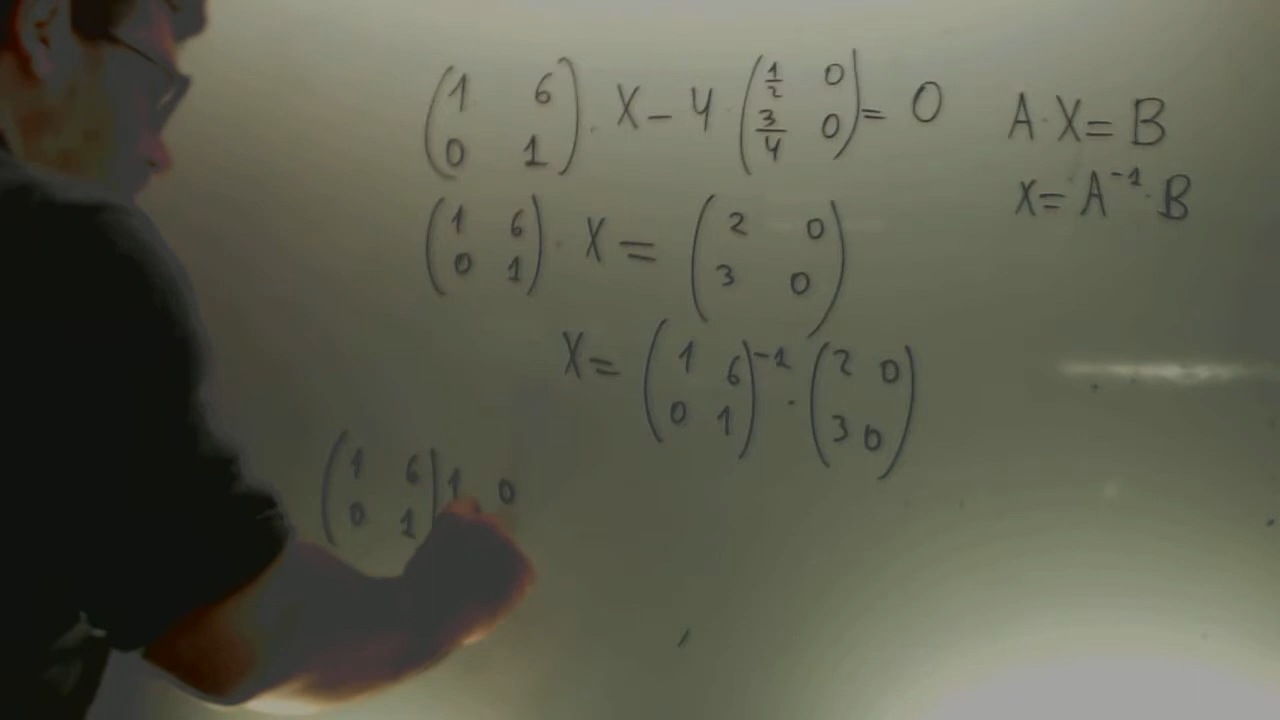 (1 6 0 1) · X - 4 · (1/2 0 3/4 0) = 0
A · X = B
X = A⁻¹ · B
(1 6 0 1) · X = (2 0 3 0)
X = (1 6 0 1)⁻¹ · (2 0 3 0)
(1 6 | 1 0
0 1 |